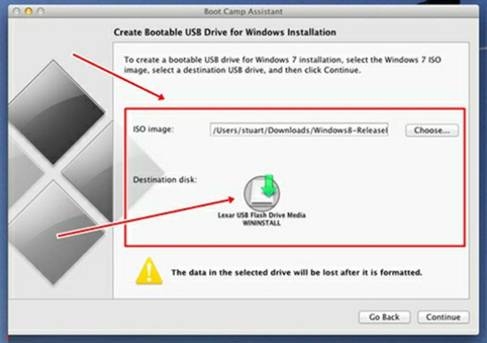 Boot Camp Assistant
Create Bootable USB Drive for Windows Installation
To create a bootable USB drive for Windows 7 installation, select the Windows 7 ISO
image, select a destination USB drive, and then click Continue.
ISO image:
/Users/stuart/Downloads/Windows8-Releasel
Choose...
Destination disk:
Lexar USB Flash Drive Media
WININSTALL
The data in the selected drive will be lost after it is formatted.
Go Back
Continue